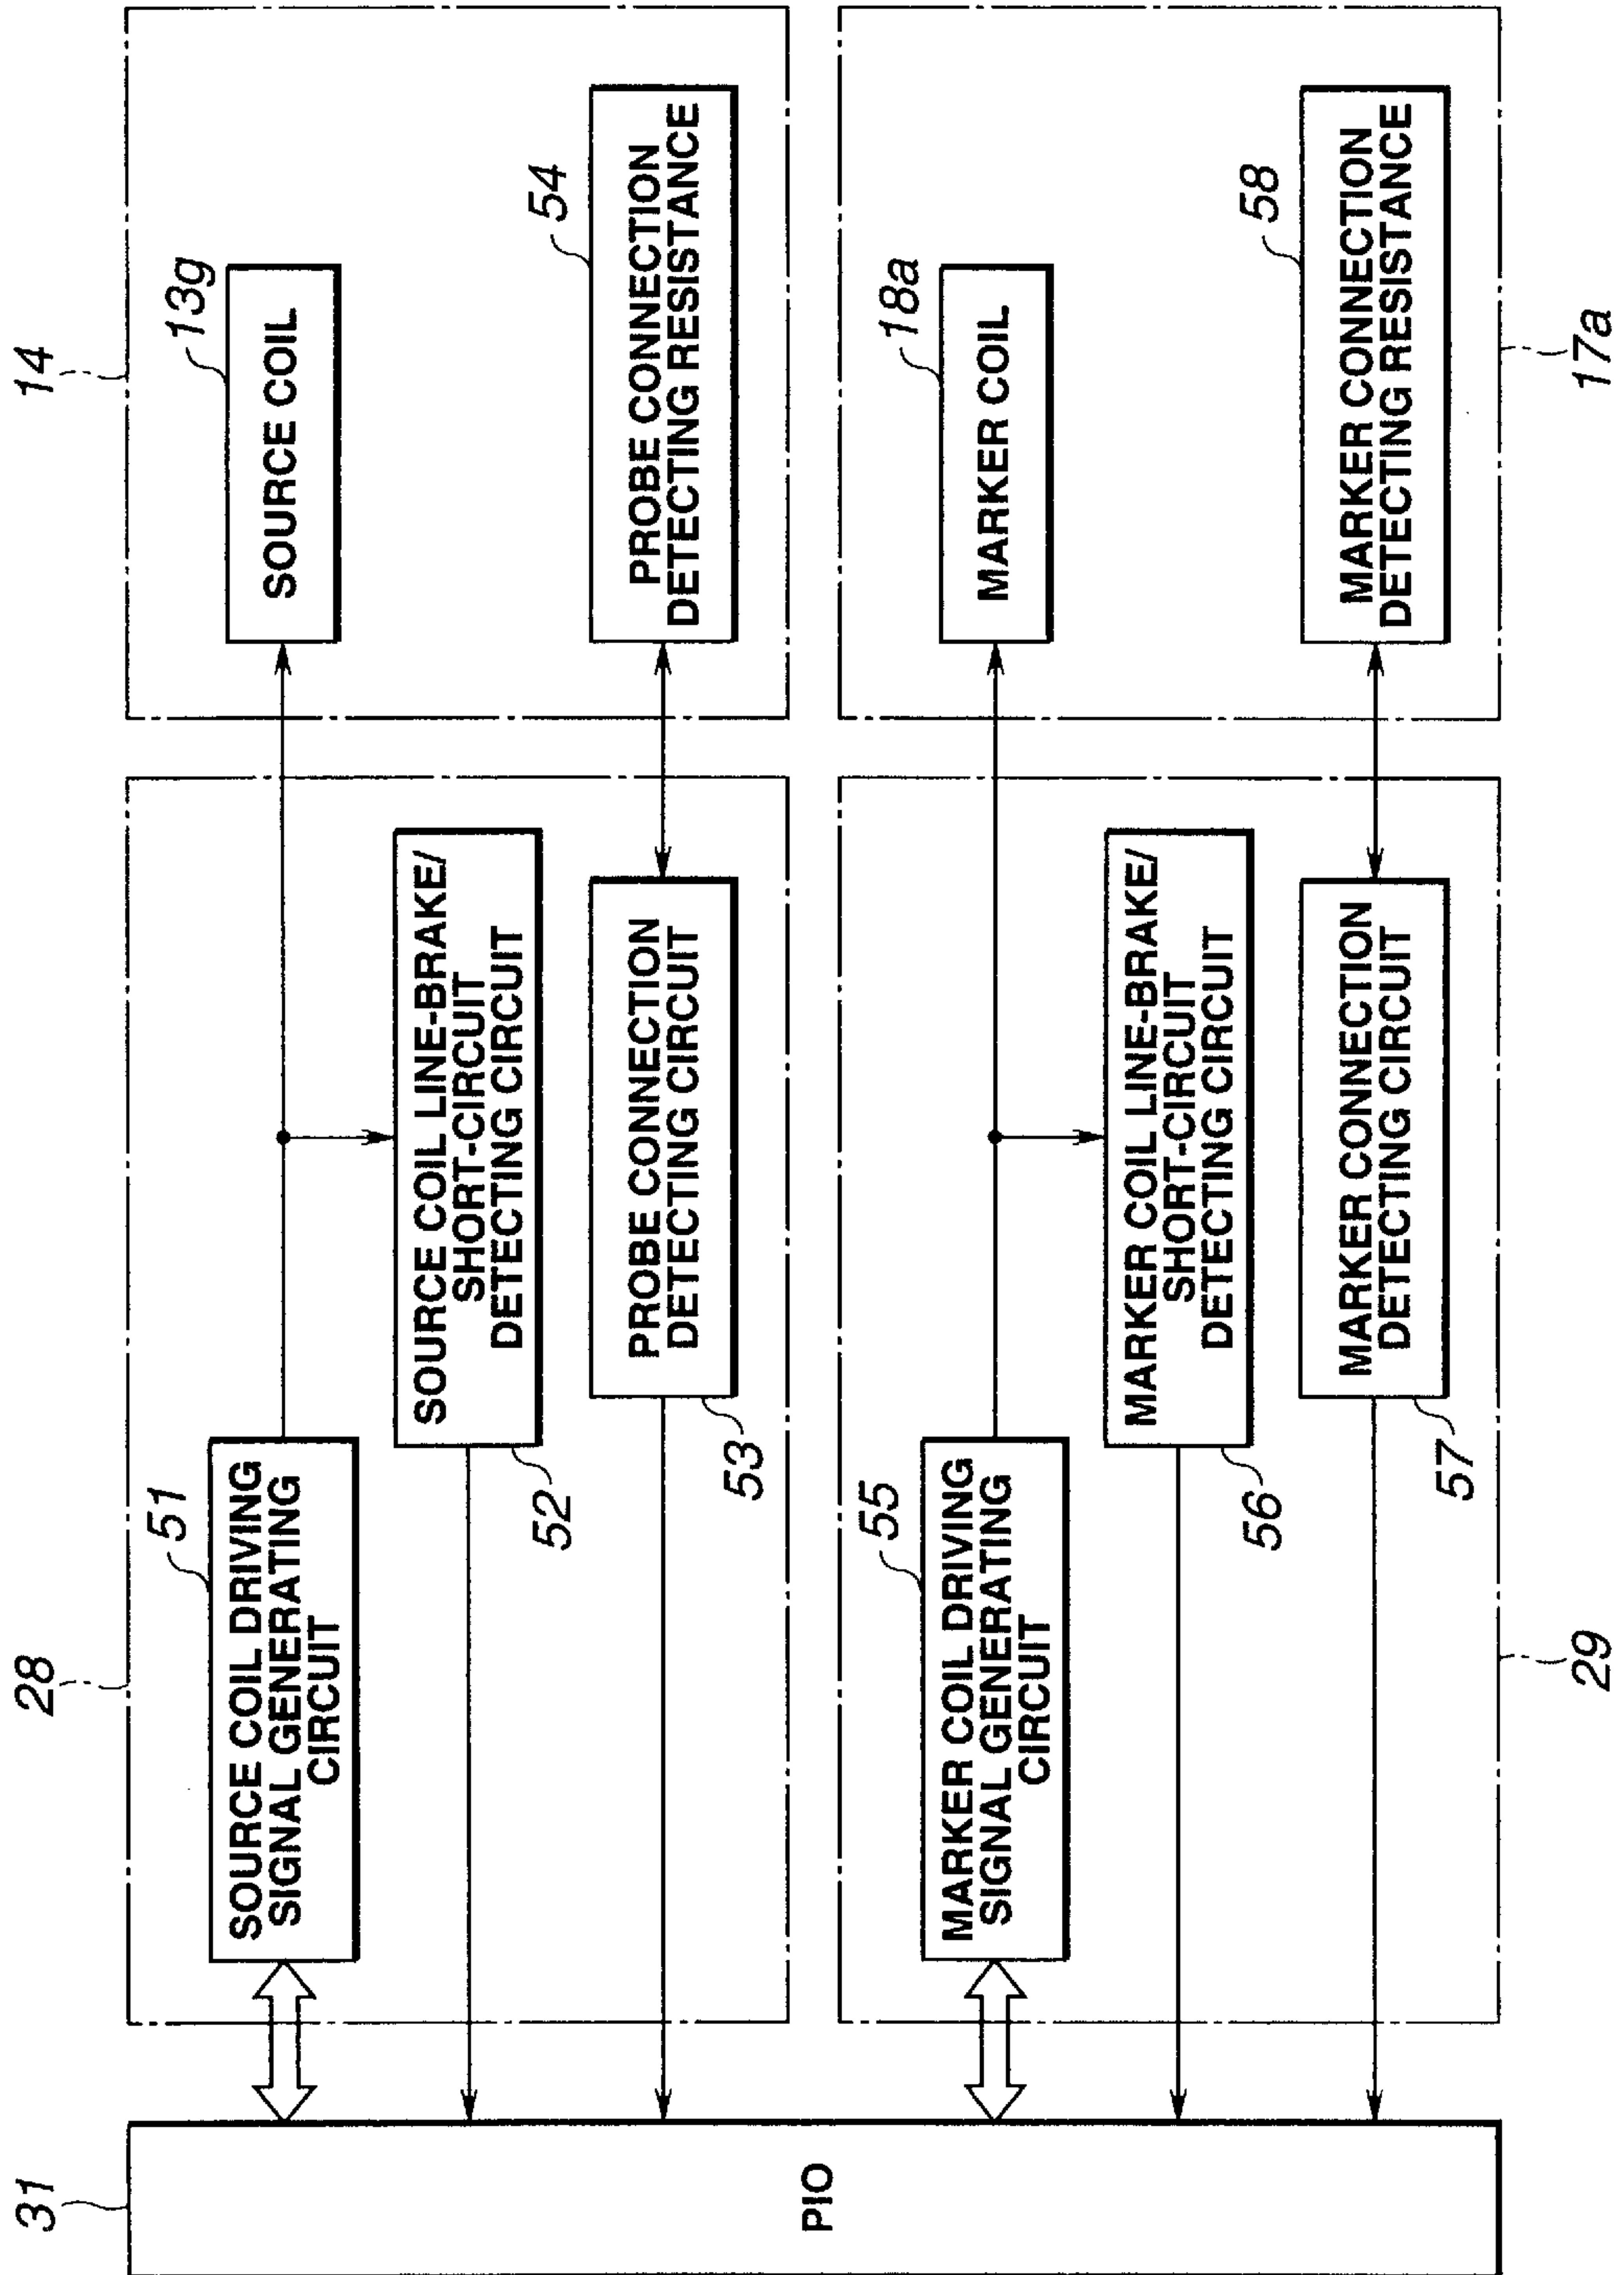 31
PIO
28
51
SOURCE COIL DRIVING
SIGNAL GENERATING
CIRCUIT
SOURCE COIL LINE-BRAKE/
SHORT-CIRCUIT
DETECTING CIRCUIT
52
PROBE CONNECTION
DETECTING CIRCUIT
53
14
13g
SOURCE COIL
54
PROBE CONNECTION
DETECTING RESISTANCE
55
MARKER COIL DRIVING
SIGNAL GENERATING
CIRCUIT
MARKER COIL LINE-BRAKE/
SHORT-CIRCUIT
DETECTING CIRCUIT
56
MARKER CONNECTION
DETECTING CIRCUIT
57
29
18a
MARKER COIL
58
MARKER CONNECTION
DETECTING RESISTANCE
17a